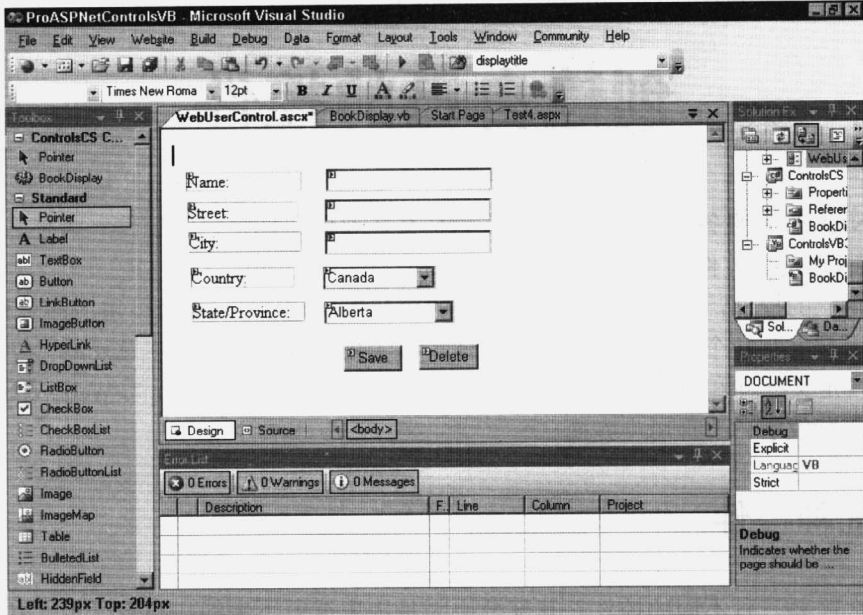 ProASPNetControlsVB - Microsoft Visual Studio
File Edit View Website Build Debug Data Format Layout Tools Window Community Help
displaytitle
Times New Roma 12pt B I U A
Toolbox
ControlsCS C...
Pointer
BookDisplay
Standard
Pointer
A Label
abl TextBox
ab Button
ab LinkButton
ImageButton
A HyperLink
DropDownList
ListBox
CheckBox
CheckBoxList
RadioButton
RadioButtonList
Image
ImageMap
Table
BulletedList
HiddenField
WebUserControl.ascx* BookDisplay.vb Start Page Test4.aspx
Name:
Street:
City:
Country: Canada
State/Province: Alberta
Save Delete
Design Source <body>
Error List
0 Errors 0 Warnings 0 Messages
Description F.. Line Column Project
Solution Ex...
WebUs
ControlsCS
Properti
Referer
BookDi
ControlsVB
My Proj
BookDi
Sol... Da...
Properties
DOCUMENT
Debug
Explicit
Languag VB
Strict
Debug
Indicates whether the
page should be ...
Left: 239px Top: 204px